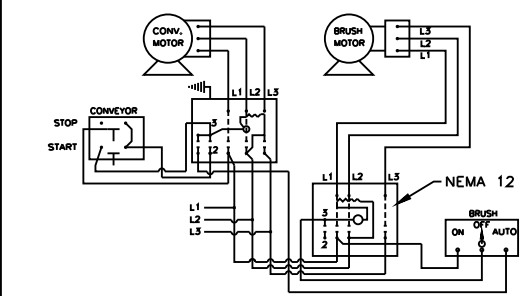 CONV. MOTOR
BRUSH MOTOR
L3
L2
L1
L1 L2 L3
CONVEYOR
STOP
START
3
2
L1 L2 L3
NEMA 12
L1
L2
L3
3
2
BRUSH
OFF
ON AUTO